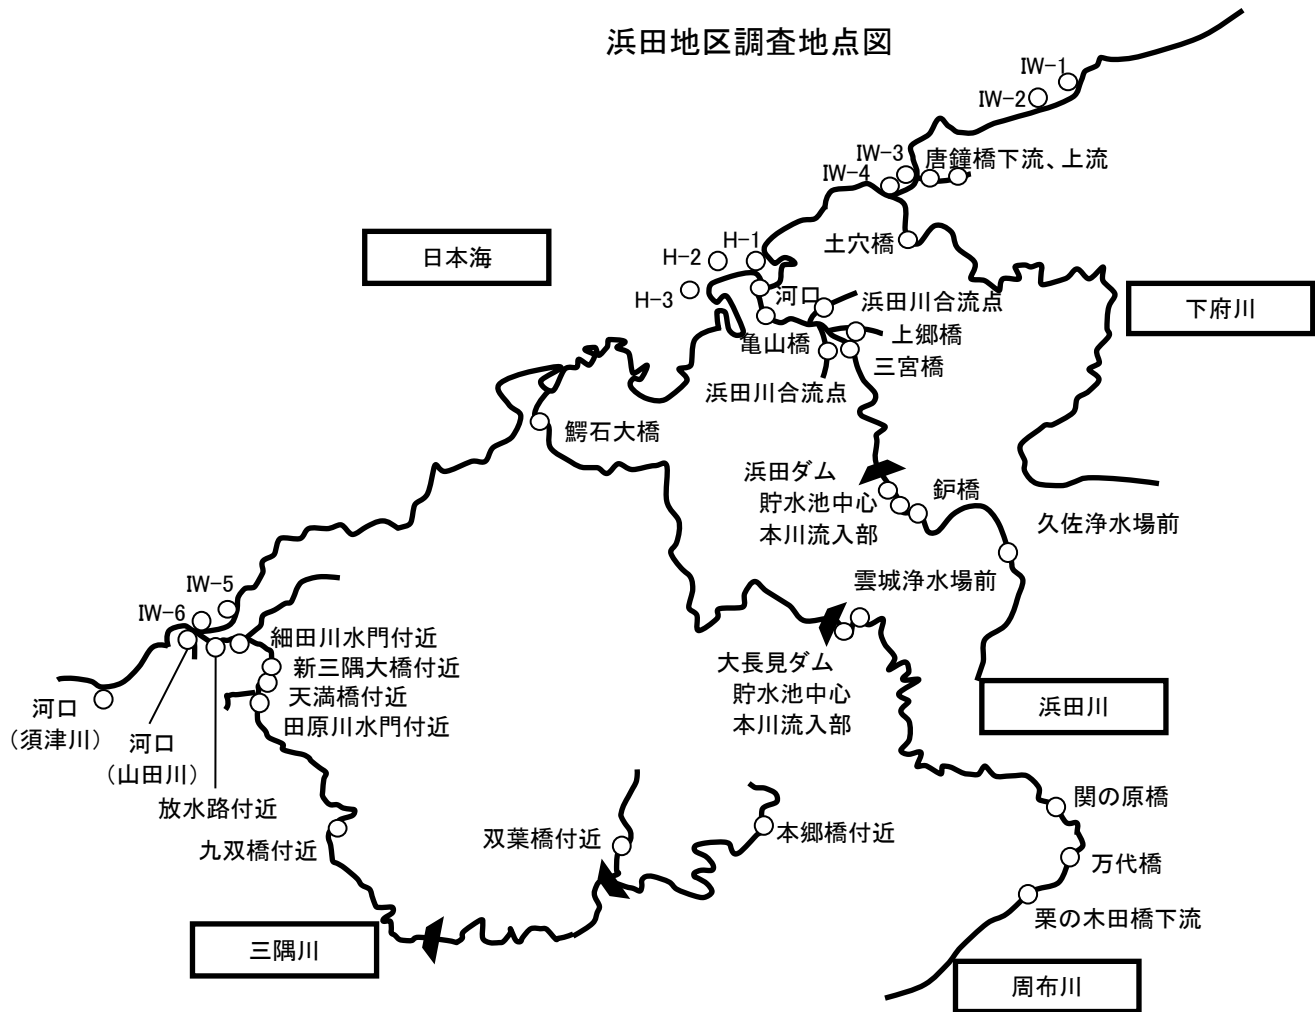 浜田地区調査地点図
IW-1
IW-2
IW-3
唐鐘橋下流、上流
IW-4
土穴橋
日本海
H-1
H-2
H-3
河口
浜田川合流点
下府川
上郷橋
亀山橋
三宮橋
浜田川合流点
鰐石大橋
浜田ダム
貯水池中心
本川流入部
鈩橋
久佐浄水場前
雲城浄水場前
IW-5
IW-6
細田川水門付近
新三隅大橋付近
天満橋付近
田原川水門付近
大長見ダム
貯水池中心
本川流入部
浜田川
河口
(須津川)
河口
(山田川)
放水路付近
九双橋付近
双葉橋付近
本郷橋付近
関の原橋
万代橋
栗の木田橋下流
三隅川
周布川